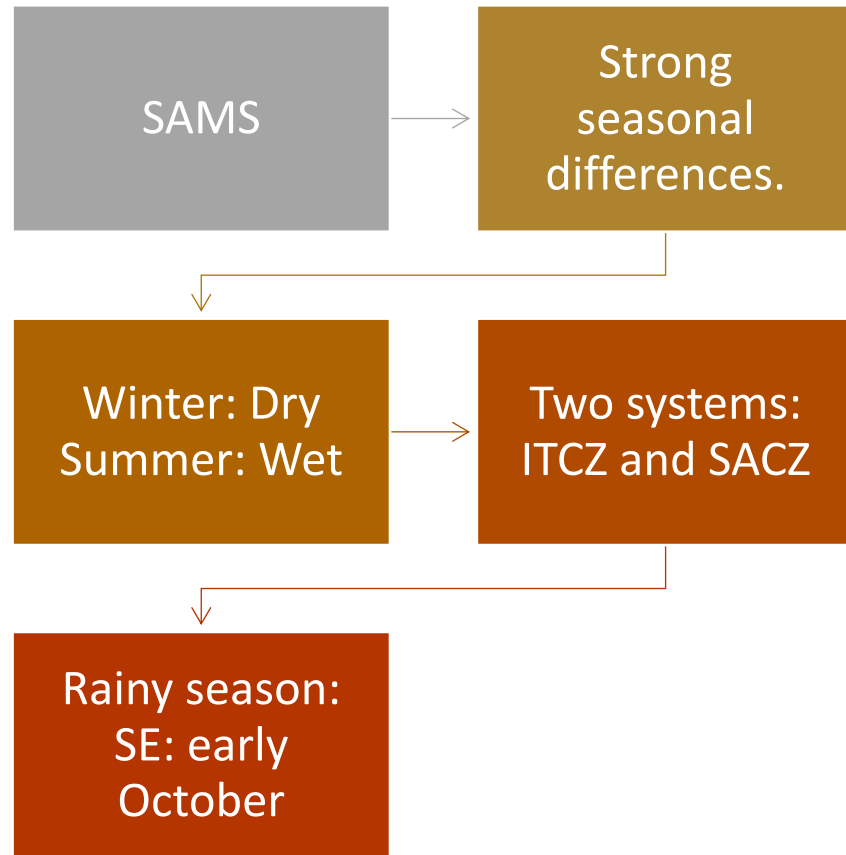 SAMS
Strong
seasonal
differences.
Winter: Dry
Summer: Wet
Two systems:
ITCZ and SACZ
Rainy season:
SE: early
October